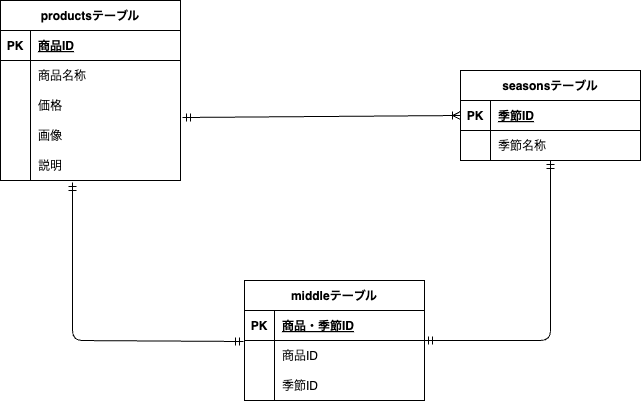 productsテーブル
PK 商品ID
商品名称
価格
画像
説明
seasonsテーブル
PK 季節ID
季節名称
middleテーブル
PK 商品・季節ID
商品ID
季節ID